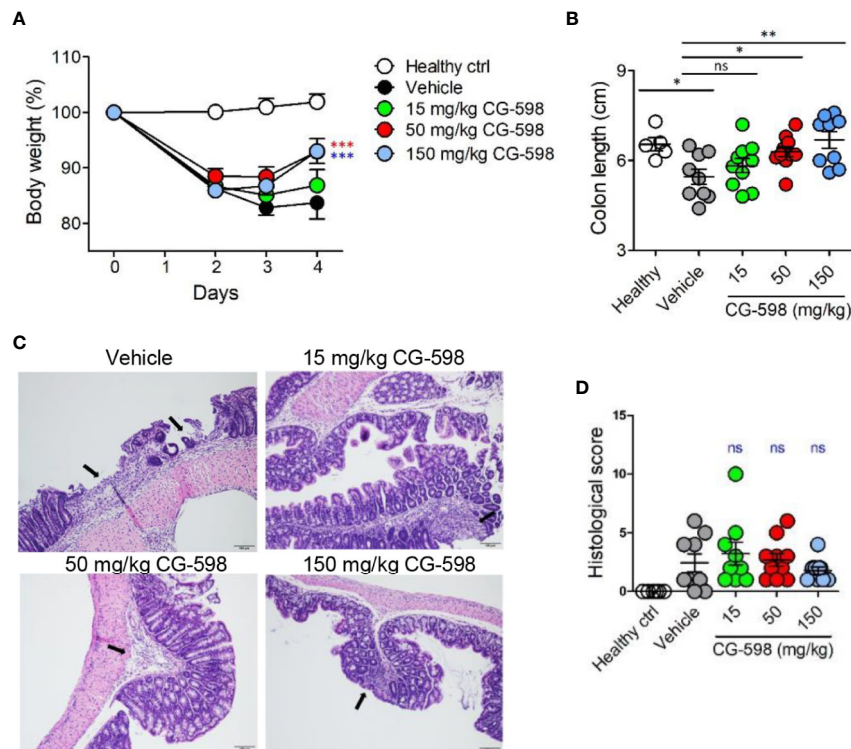 A
Body weight (%)
110
100
90
80
0
1
2
3
4
Days
***
***
Healthy ctrl
Vehicle
15 mg/kg CG-598
50 mg/kg CG-598
150 mg/kg CG-598
B
Colon length (cm)
9
6
3
**
*
ns
*
Healthy
Vehicle
15
50
150
CG-598 (mg/kg)
C
Vehicle
15 mg/kg CG-598
50 mg/kg CG-598
150 mg/kg CG-598
D
Histological score
15
10
5
0
ns
ns
ns
Healthy ctrl
Vehicle
15
50
150
CG-598 (mg/kg)